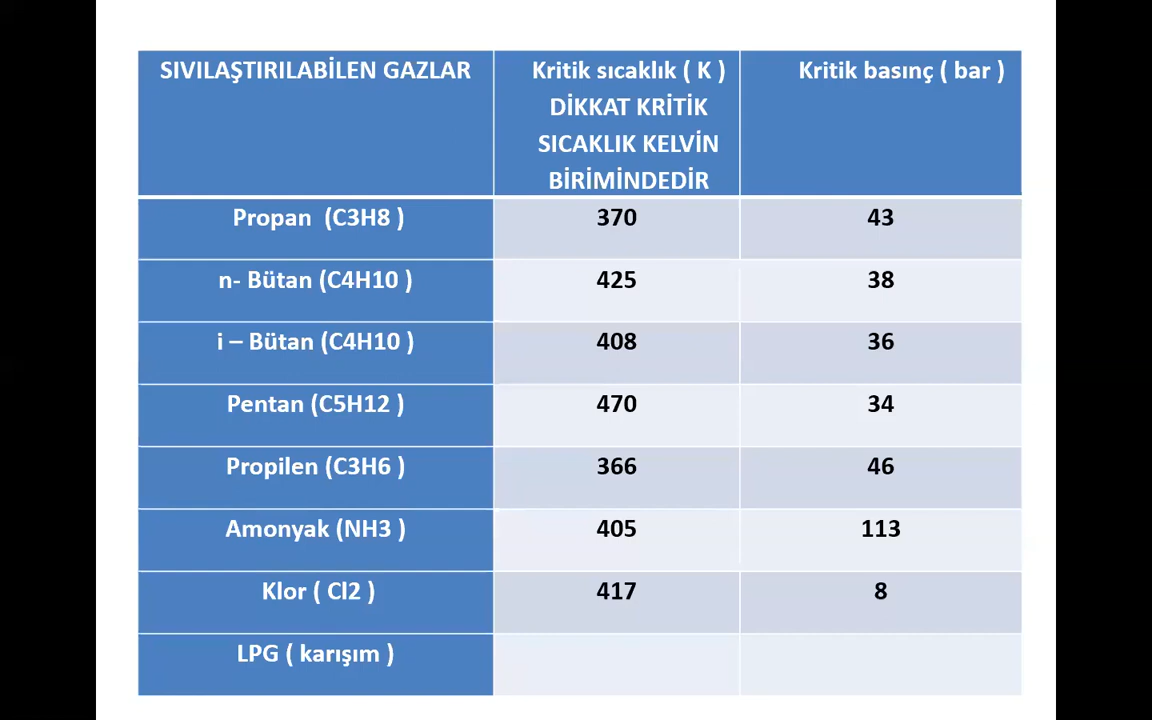 SIVILAŞTIRILABİLEN GAZLAR Kritik sıcaklık ( K ) Kritik basınç ( bar )
DİKKAT KRİTİK
SICAKLIK KELVİN
BİRİMİNDEDİR
Propan (C3H8 ) 370 43
n- Bütan (C4H10 ) 425 38
i – Bütan (C4H10 ) 408 36
Pentan (C5H12 ) 470 34
Propilen (C3H6 ) 366 46
Amonyak (NH3 ) 405 113
Klor ( Cl2 ) 417 8
LPG ( karışım )